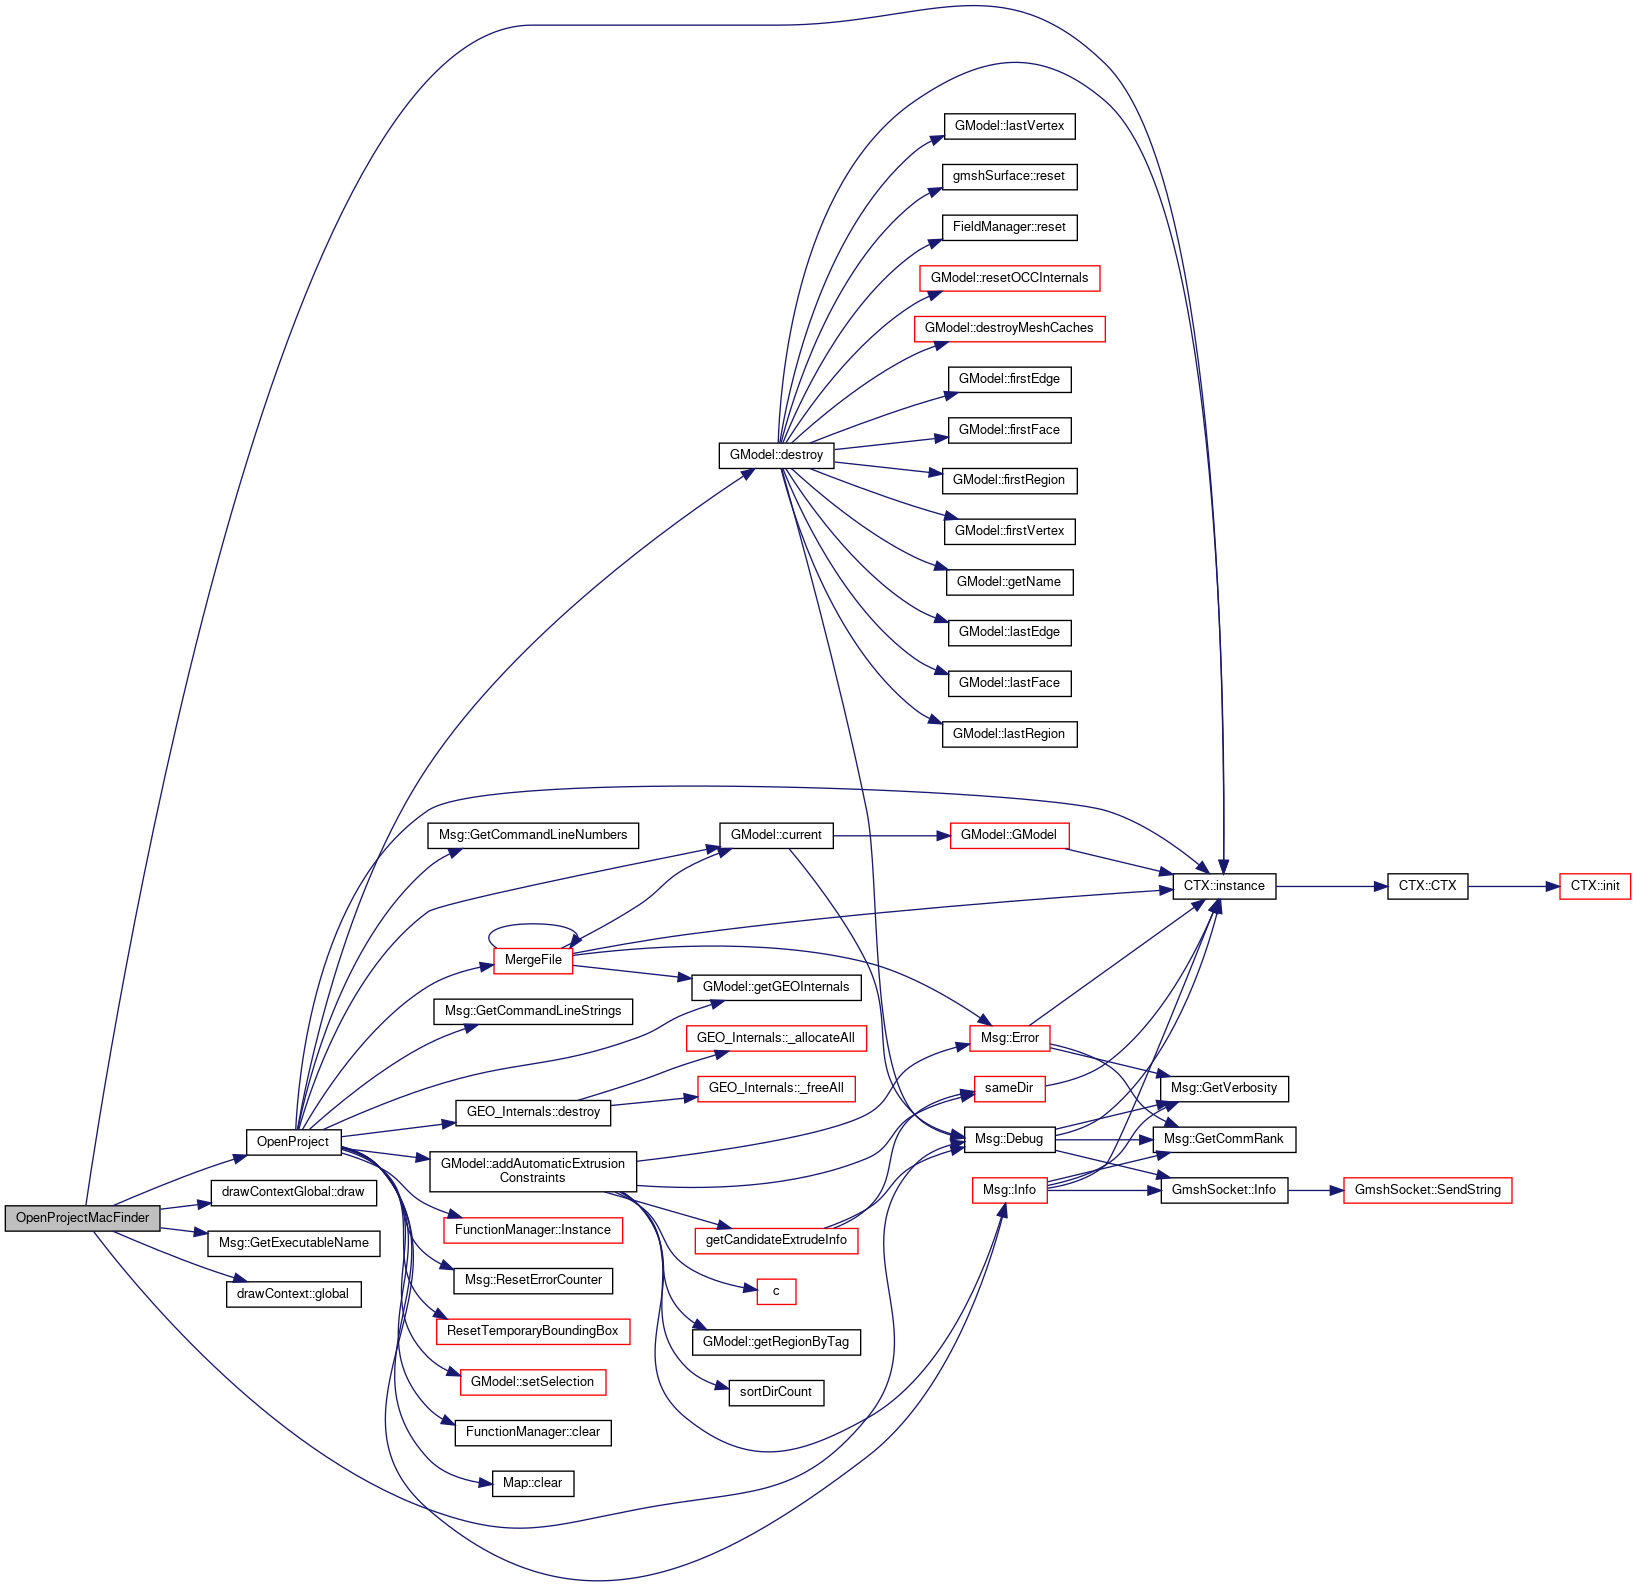 GModel::lastVertex
gmshSurface::reset
FieldManager::reset
GModel::resetOCCInternals
GModel::destroyMeshCaches
GModel::firstEdge
GModel::firstFace
GModel::destroy
GModel::firstRegion
GModel::firstVertex
GModel::getName
GModel::lastEdge
GModel::lastFace
GModel::lastRegion
Msg::GetCommandLineNumbers
GModel::current
GModel::GModel
CTX::instance
CTX::CTX
CTX::init
MergeFile
GModel::getGEOInternals
Msg::GetCommandLineStrings
GEO_Internals::_allocateAll
Msg::Error
GEO_Internals::_freeAll
sameDir
Msg::GetVerbosity
GEO_Internals::destroy
OpenProject
Msg::Debug
Msg::GetCommRank
GModel::addAutomaticExtrusion
Constraints
drawContextGlobal::draw
Msg::Info
GmshSocket::Info
GmshSocket::SendString
OpenProjectMacFinder
FunctionManager::Instance
getCandidateExtrudeInfo
Msg::GetExecutableName
Msg::ResetErrorCounter
c
drawContext::global
ResetTemporaryBoundingBox
GModel::getRegionByTag
GModel::setSelection
sortDirCount
FunctionManager::clear
Map::clear